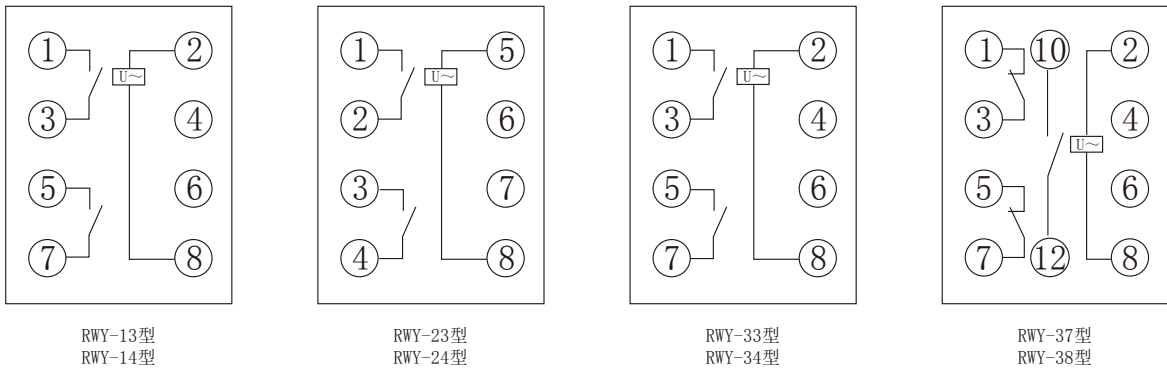 ① ②
U~
③ ④
⑤ ⑥
⑦ ⑧
RWY-13型
RWY-14型
① ⑤
U~
② ⑥
③ ⑦
④ ⑧
RWY-23型
RWY-24型
① ②
U~
③ ④
⑤ ⑥
⑦ ⑧
RWY-33型
RWY-34型
① ⑩ ②
③ ④
U~
⑤ ⑥
⑦ ⑫ ⑧
RWY-37型
RWY-38型